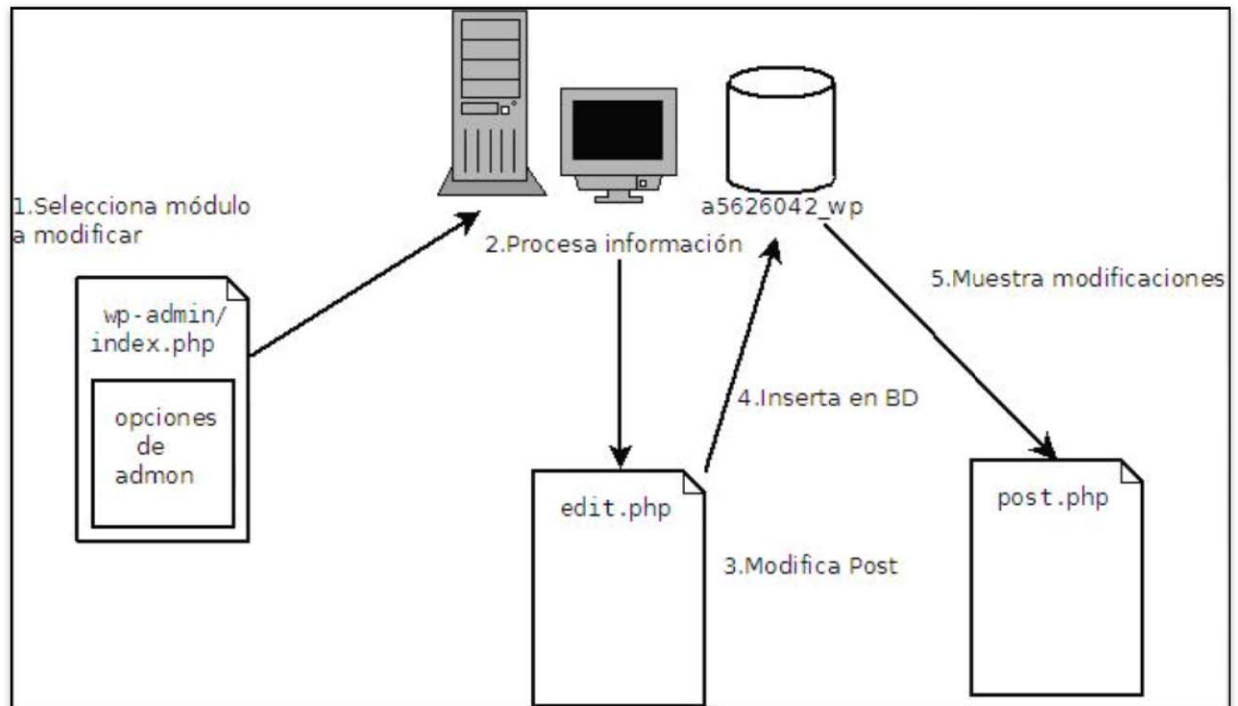 1.Selecciona módulo
a modificar
wp-admin/
index.php
opciones
de
admon
2.Procesa información
a5626042_wp
edit.php
3.Modifica Post
4.Inserta en BD
5.Muestra modificaciones
post.php